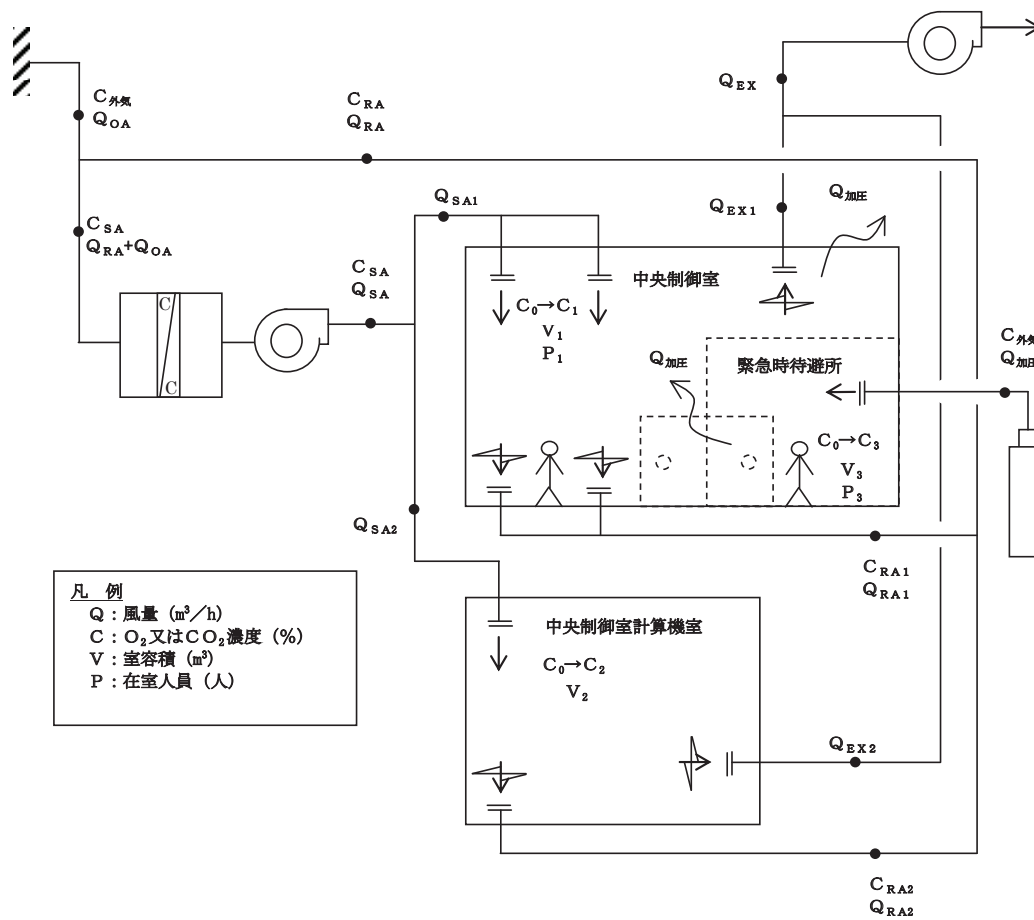 C外気
QOA
CRA
QRA
QEX
QEX1
Q加圧
QSA1
CSA
QRA+QOA
CSA
QSA
中央制御室
C0→C1
V1
P1
Q加圧
緊急時待避所
C外気
Q加圧
C
C
C0→C3
V3
P3
QSA2
CRA1
QRA1
凡 例
Q:風量(m³/h)
C:O2又はCO2濃度(%)
V:室容積(m³)
P:在室人員(人)
中央制御室計算機室
C0→C2
V2
QEX2
CRA2
QRA2